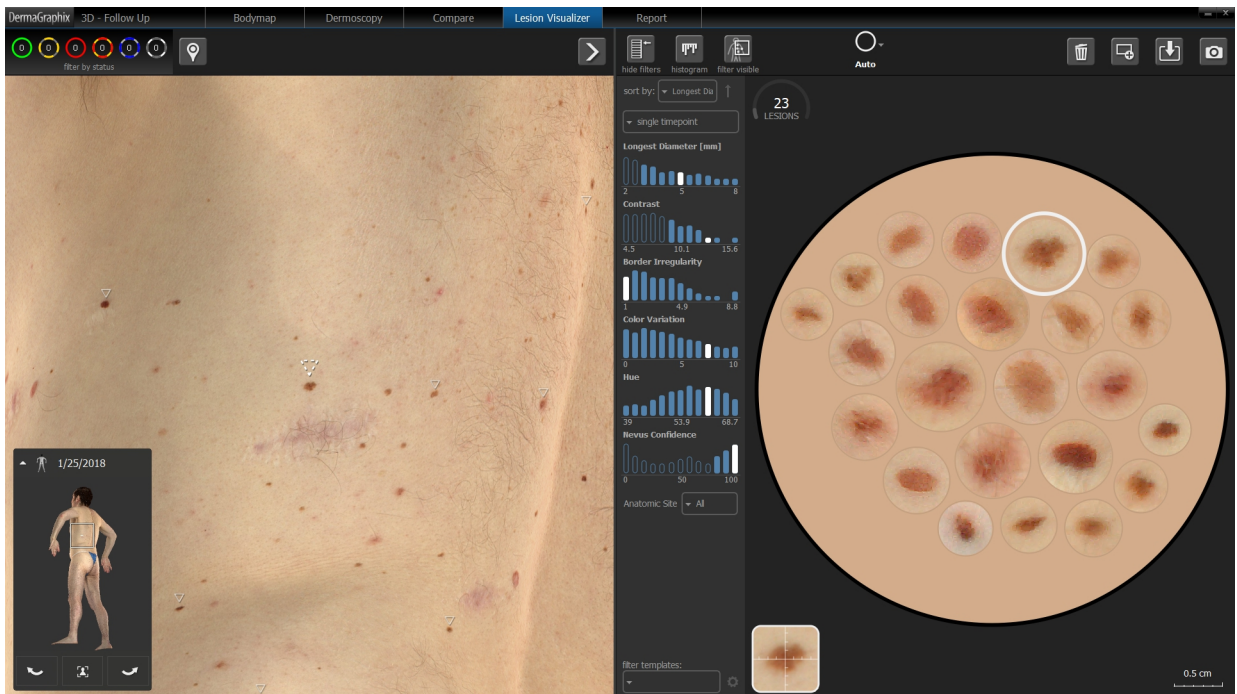 DermaGraphix 3D - Follow Up Bodymap Dermoscopy Compare Lesion Visualizer Report
0 0 0 0 0 0
filter by status
hide filters histogram filter visible
Auto
sort by: Longest Dia
23
LESIONS
single timepoint
Longest Diameter [mm]
2 5 8
Contrast
4.5 10.1 15.6
Border Irregularity
1 4.9 8.8
Color Variation
0 5 10
Hue
39 53.9 68.7
Nevus Confidence
0 50 100
Anatomic Site All
1/25/2018
filter templates:
0.5 cm